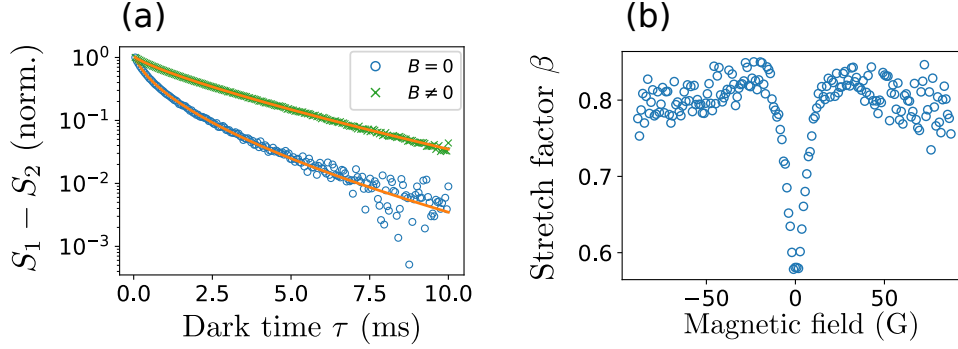 (a)
S₁ − S₂ (norm.)
10⁰
10⁻¹
10⁻²
10⁻³
B = 0
B ≠ 0
0.0 2.5 5.0 7.5 10.0
Dark time τ (ms)
(b)
Stretch factor β
0.8
0.7
0.6
−50 0 50
Magnetic field (G)